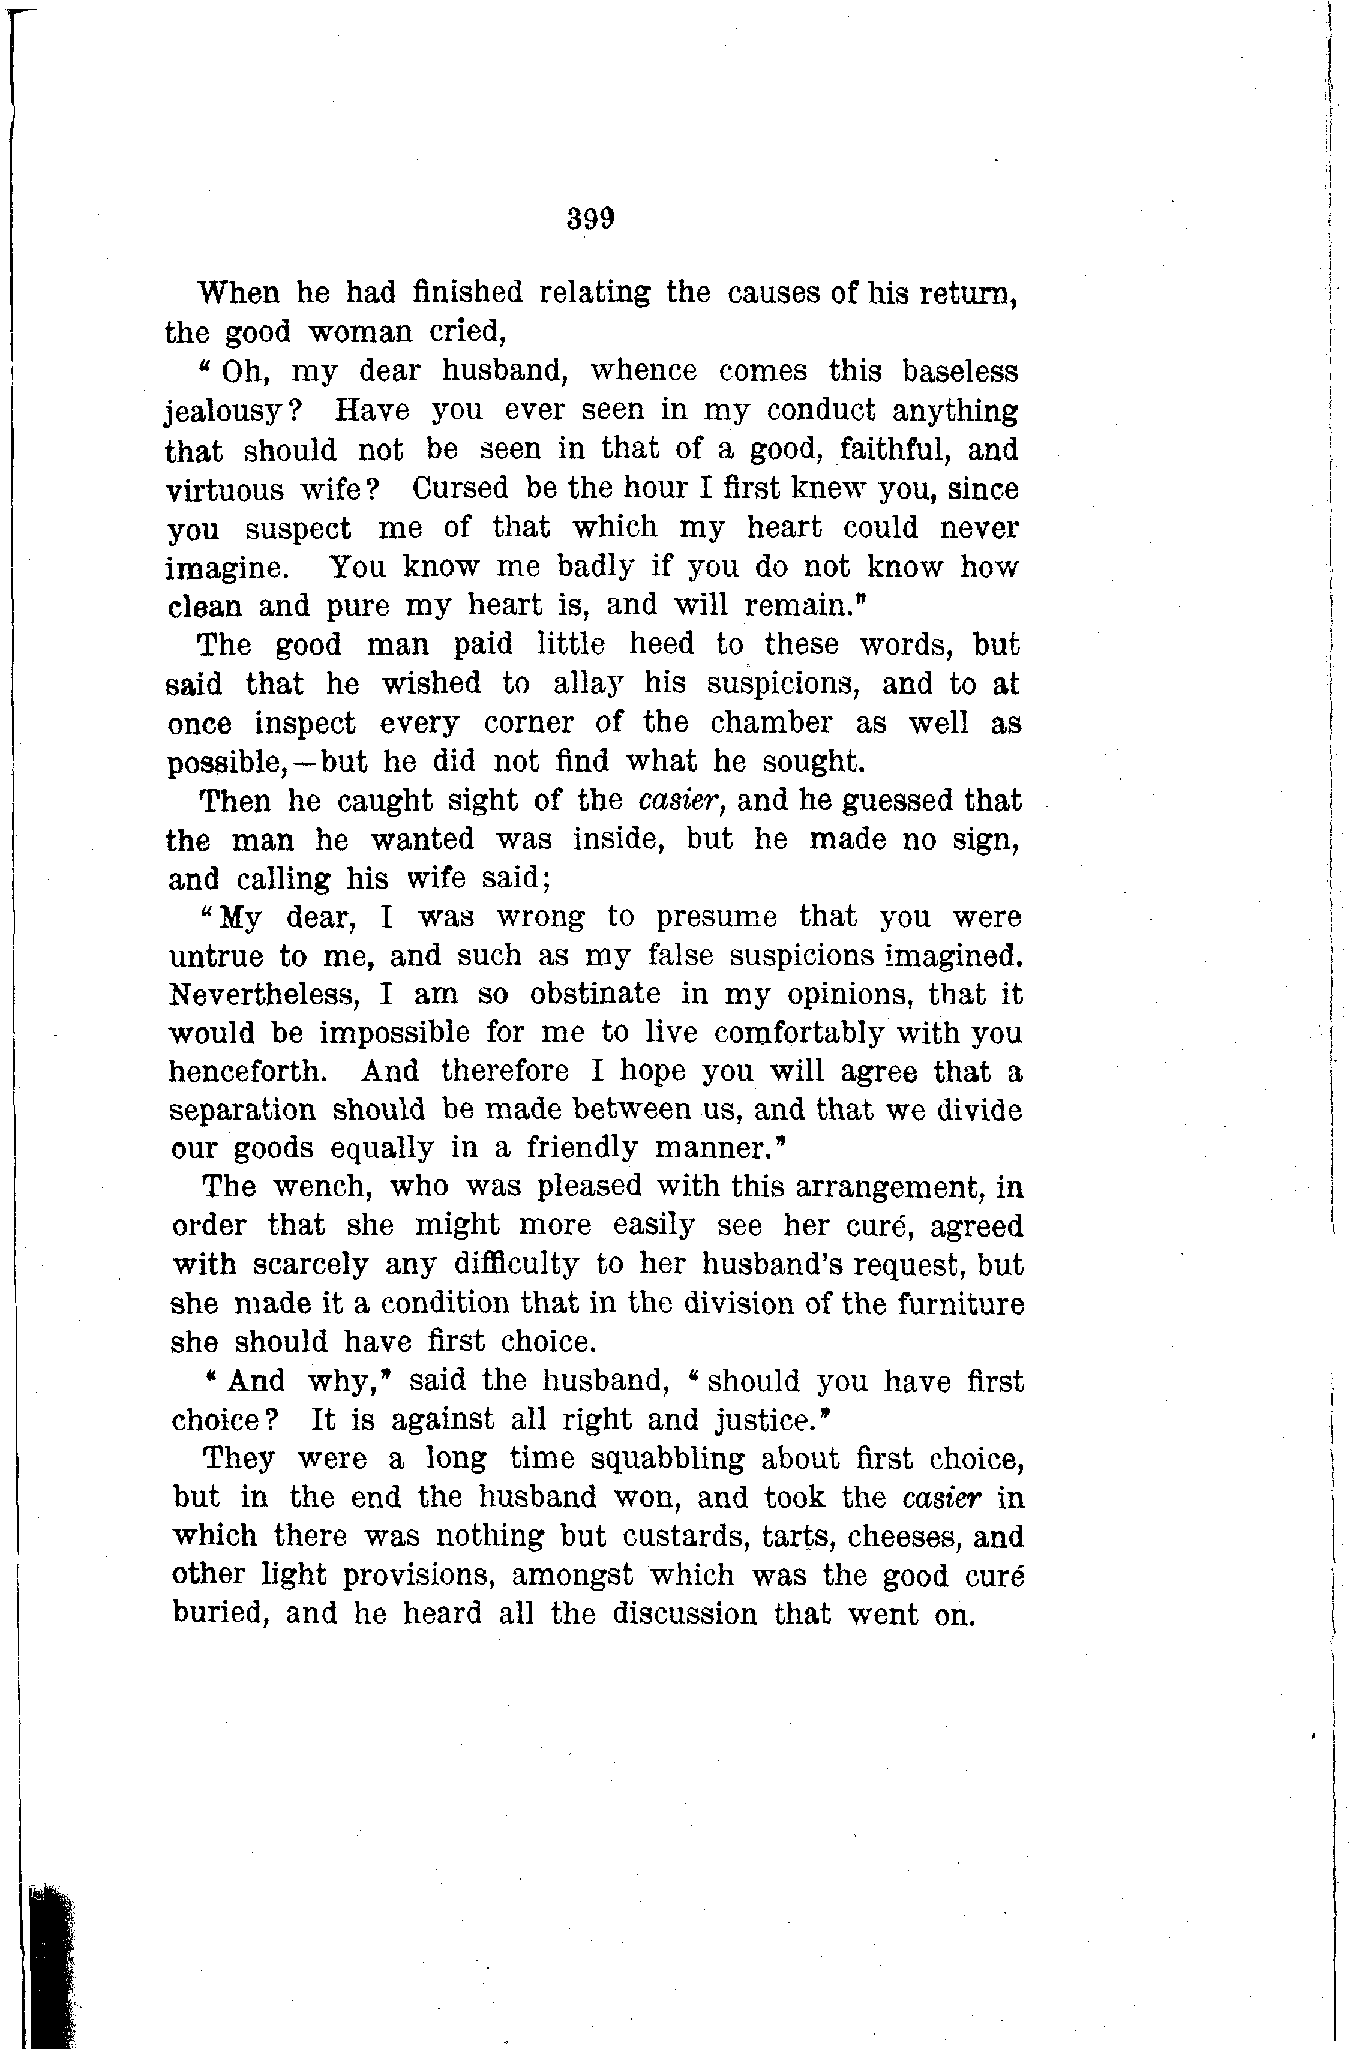 399
When he had finished relating the causes of his return,
the good woman cried,
“Oh, my dear husband, whence comes this baseless
jealousy? Have you ever seen in my conduct anything
that should not be seen in that of a good, faithful, and
virtuous wife? Cursed be the hour I first knew you, since
you suspect me of that which my heart could never
imagine. You know me badly if you do not know how
clean and pure my heart is, and will remain.”
The good man paid little heed to these words, but
said that he wished to allay his suspicions, and to at
once inspect every corner of the chamber as well as
possible,—but he did not find what he sought.
Then he caught sight of the casier, and he guessed that
the man he wanted was inside, but he made no sign,
and calling his wife said;
“My dear, I was wrong to presume that you were
untrue to me, and such as my false suspicions imagined.
Nevertheless, I am so obstinate in my opinions, that it
would be impossible for me to live comfortably with you
henceforth. And therefore I hope you will agree that a
separation should be made between us, and that we divide
our goods equally in a friendly manner.”
The wench, who was pleased with this arrangement, in
order that she might more easily see her curé, agreed
with scarcely any difficulty to her husband's request, but
she made it a condition that in the division of the furniture
she should have first choice.
“And why,” said the husband, “should you have first
choice? It is against all right and justice.”
They were a long time squabbling about first choice,
but in the end the husband won, and took the casier in
which there was nothing but custards, tarts, cheeses, and
other light provisions, amongst which was the good curé
buried, and he heard all the discussion that went on.